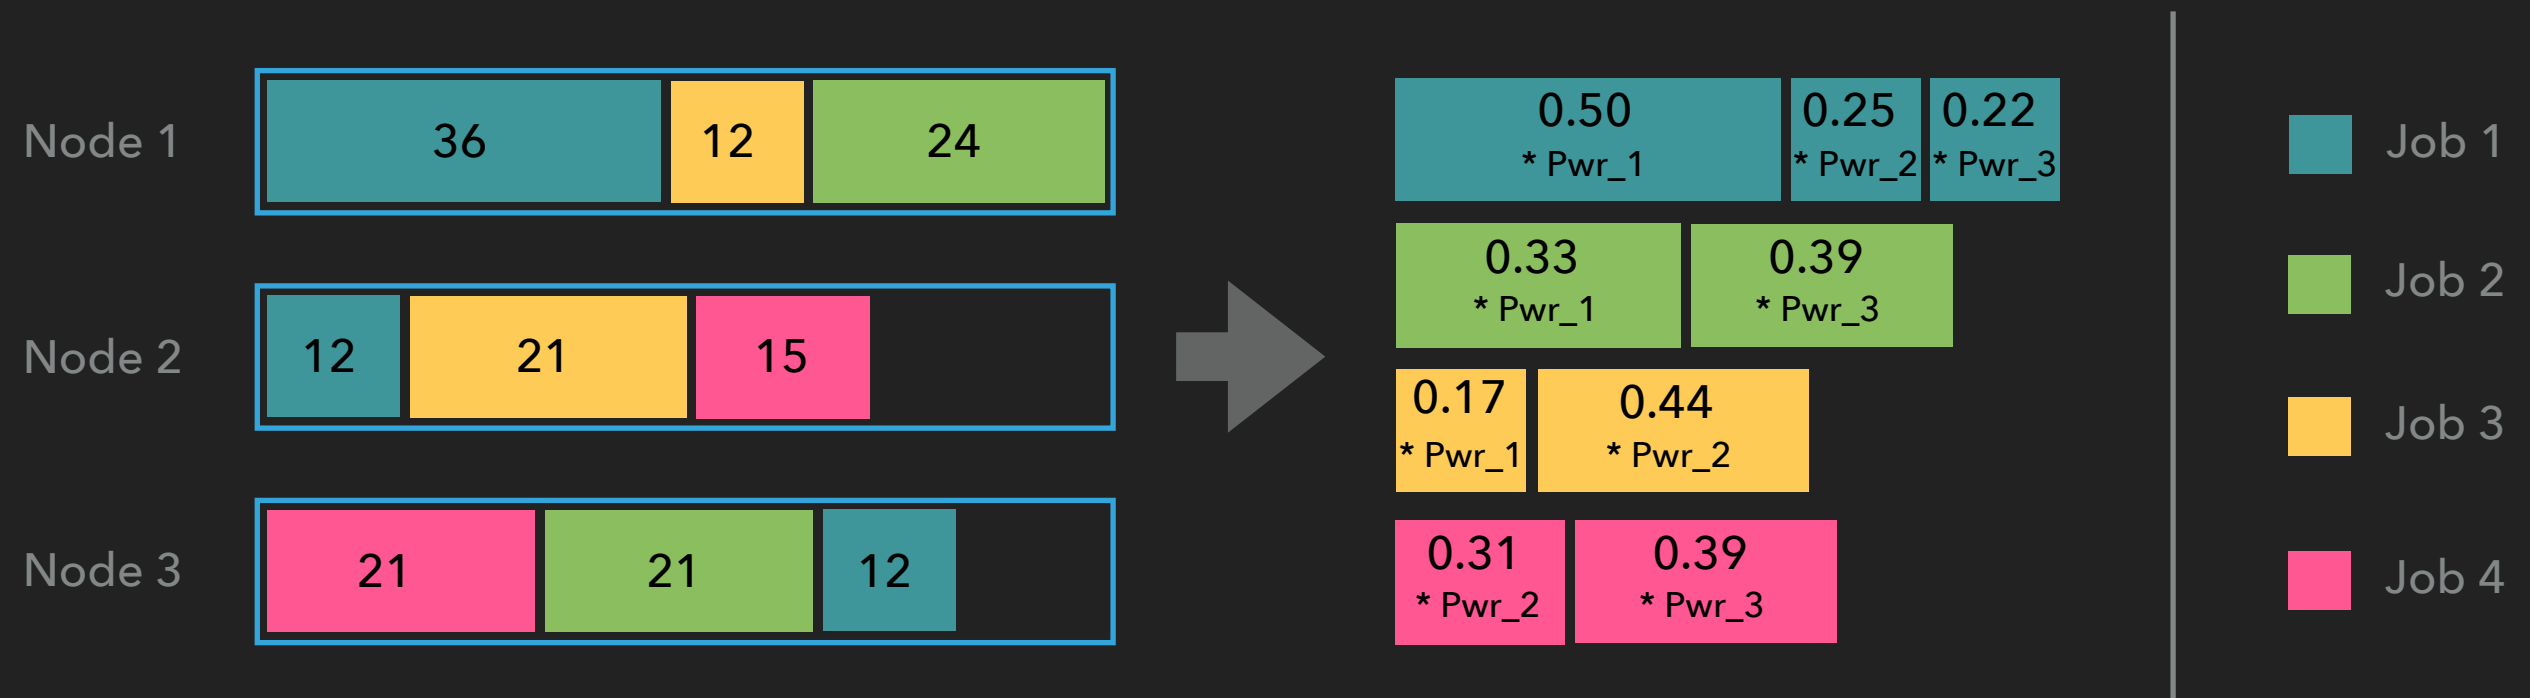 Node 1
36
12
24
Node 2
12
21
15
Node 3
21
21
12
0.50
* Pwr_1
0.25
* Pwr_2
0.22
* Pwr_3
0.33
* Pwr_1
0.39
* Pwr_3
0.17
* Pwr_1
0.44
* Pwr_2
0.31
* Pwr_2
0.39
* Pwr_3
Job 1
Job 2
Job 3
Job 4